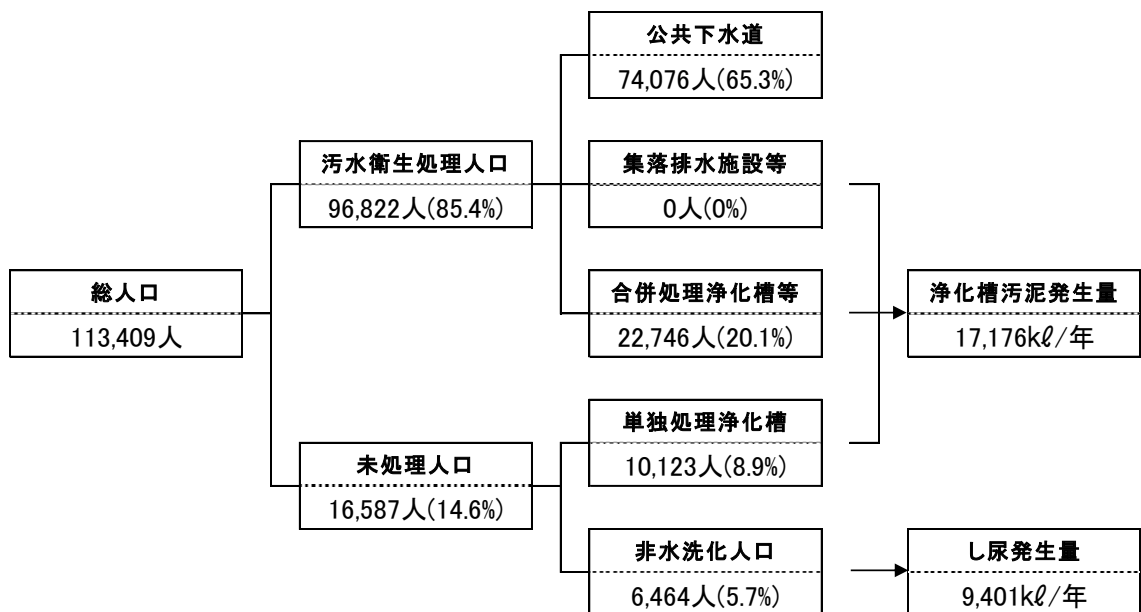 公共下水道
74,076人(65.3%)
汚水衛生処理人口
96,822人(85.4%)
集落排水施設等
0人(0%)
総人口
113,409人
合併処理浄化槽等
22,746人(20.1%)
浄化槽汚泥発生量
17,176kℓ/年
未処理人口
16,587人(14.6%)
単独処理浄化槽
10,123人(8.9%)
非水洗化人口
6,464人(5.7%)
し尿発生量
9,401kℓ/年